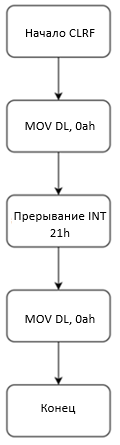 Начало CLRF
MOV DL, 0ah
Прерывание INT
21h
MOV DL, 0ah
Конец